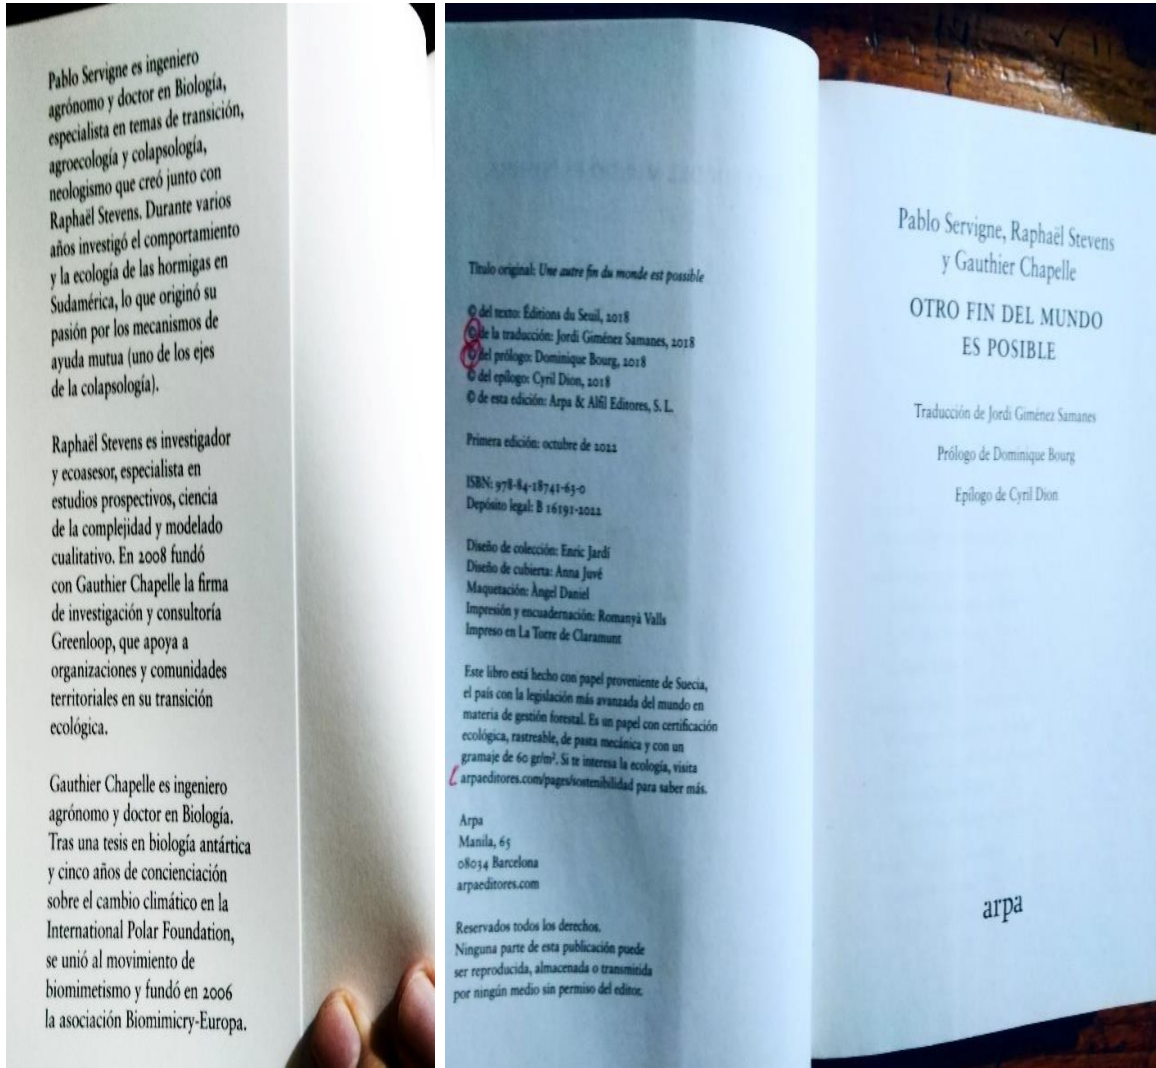 Pablo Servigne es ingeniero
agrónomo y doctor en Biología,
especialista en temas de transición,
agroecología y colapsología,
neologismo que creó junto con
Raphaël Stevens. Durante varios
años investigó el comportamiento
y la ecología de las hormigas en
Sudamérica, lo que originó su
pasión por los mecanismos de
ayuda mutua (uno de los ejes
de la colapsología).
Raphaël Stevens es investigador
y ecoasesor, especialista en
estudios prospectivos, ciencia
de la complejidad y modelado
cualitativo. En 2008 fundó
con Gauthier Chapelle la firma
de investigación y consultoría
Greenloop, que apoya a
organizaciones y comunidades
territoriales en su transición
ecológica.
Gauthier Chapelle es ingeniero
agrónomo y doctor en Biología.
Tras una tesis en biología antártica
y cinco años de concienciación
sobre el cambio climático en la
International Polar Foundation,
se unió al movimiento de
biomimetismo y fundó en 2006
la asociación Biomimicry-Europa.
Título original: Une autre fin du monde est possible
© del texto: Éditions du Seuil, 2018
© de la traducción: Jordi Giménez Samanes, 2018
© del prólogo: Dominique Bourg, 2018
© del epílogo: Cyril Dion, 2018
© de esta edición: Arpa & Alfil Editores, S. L.
Primera edición: octubre de 2022
ISBN: 978-84-18741-63-0
Depósito legal: B 16191-2022
Diseño de colección: Enric Jardí
Diseño de cubierta: Anna Juvé
Maquetación: Àngel Daniel
Impresión y encuadernación: Romanyà Valls
Impreso en La Torre de Claramunt
Este libro está hecho con papel proveniente de Suecia,
el país con la legislación más avanzada del mundo en
materia de gestión forestal. Es un papel con certificación
ecológica, rastreable, de pasta mecánica y con un
gramaje de 60 gr/m². Si te interesa la ecología, visita
arpaeditores.com/pages/sostenibilidad para saber más.
Arpa
Manila, 65
08034 Barcelona
arpaeditores.com
Reservados todos los derechos.
Ninguna parte de esta publicación puede
ser reproducida, almacenada o transmitida
por ningún medio sin permiso del editor.
Pablo Servigne, Raphaël Stevens
y Gauthier Chapelle
OTRO FIN DEL MUNDO
ES POSIBLE
Traducción de Jordi Giménez Samanes
Prólogo de Dominique Bourg
Epílogo de Cyril Dion
arpa